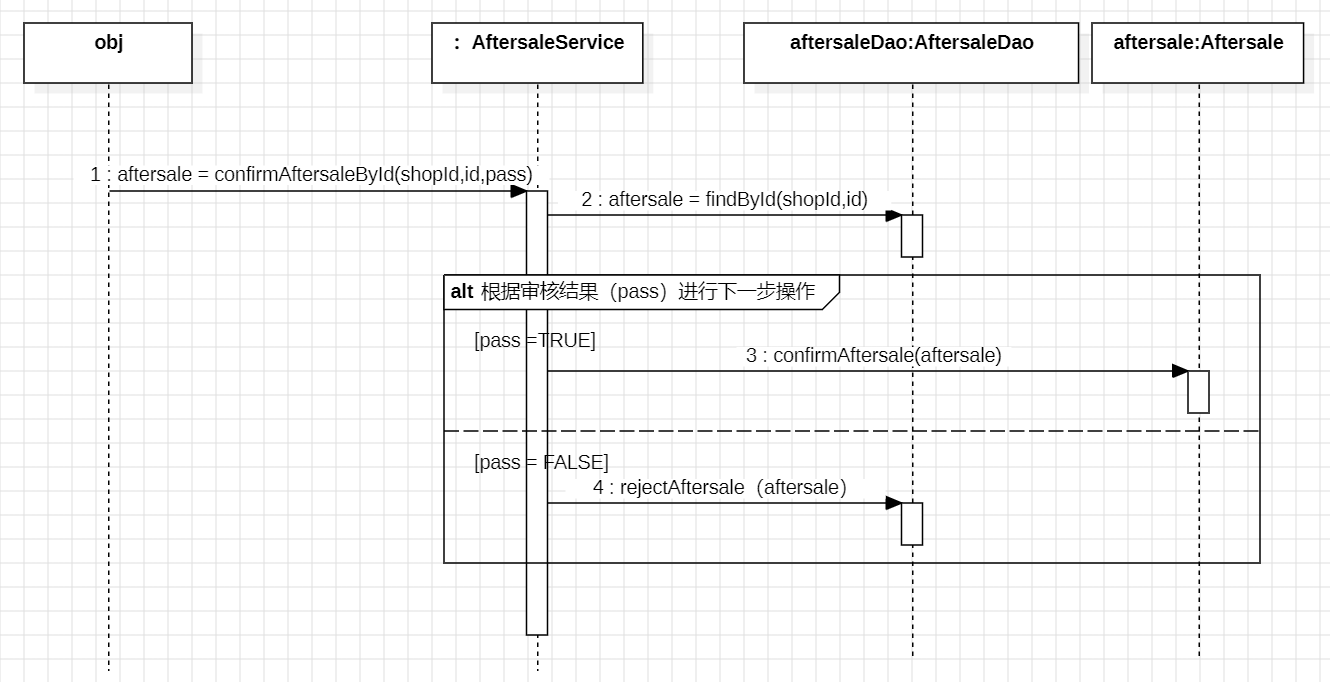 obj
: AftersaleService
aftersaleDao:AftersaleDao
aftersale:Aftersale
1 : aftersale = confirmAftersaleById(shopId,id,pass)
2 : aftersale = findById(shopId,id)
alt 根据审核结果（pass）进行下一步操作
[pass =TRUE]
3 : confirmAftersale(aftersale)
[pass = FALSE]
4 : rejectAftersale（aftersale）